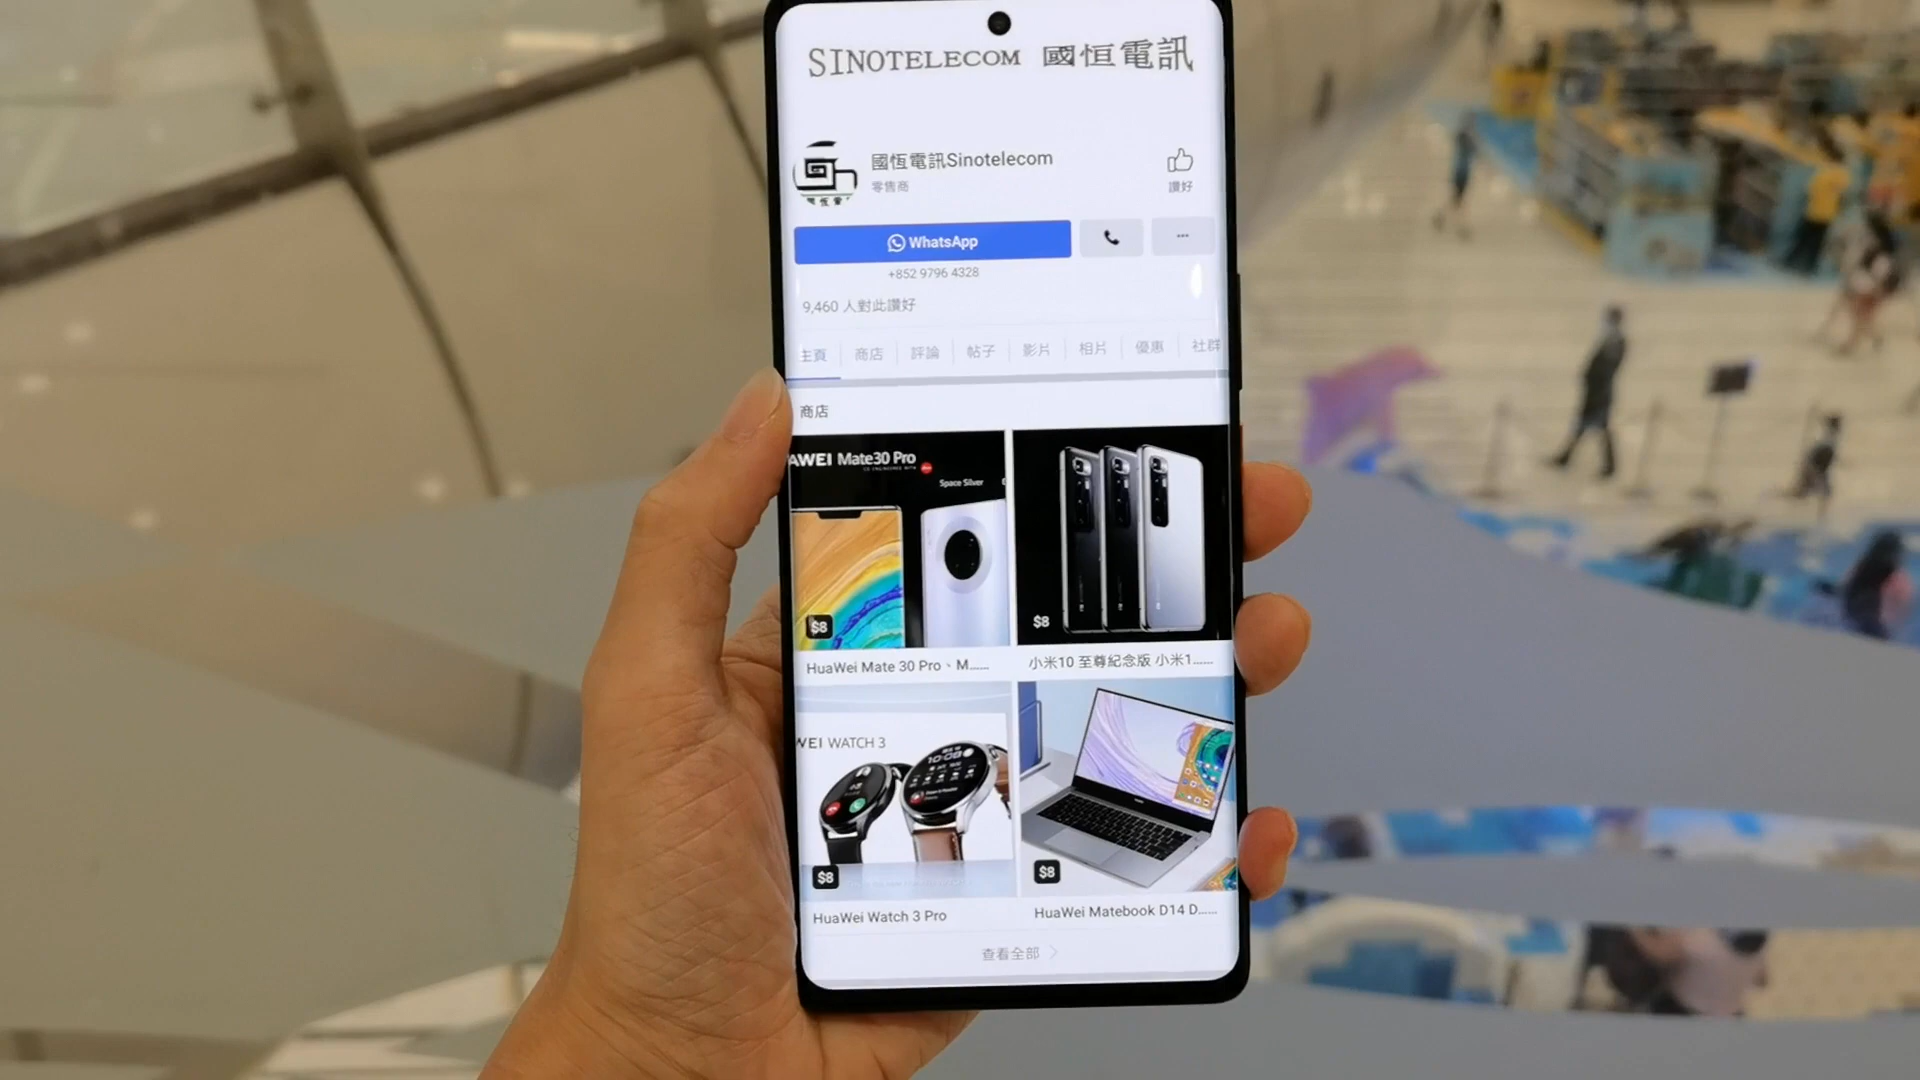 SINOTELECOM 國恒電訊
國恆電訊Sinotelecom
零售商
讚好
WhatsApp
+852 9796 4328
9,460 人對此讚好
主頁 商店 評論 帖子 影片 相片 優惠 社群
商店
AWEI Mate30 Pro
Space Silver
$8
$8
HuaWei Mate 30 Pro、M……
小米10 至尊紀念版 小米1……
WEI WATCH 3
10:08
$8
$8
HuaWei Watch 3 Pro
HuaWei Matebook D14 D……
查看全部